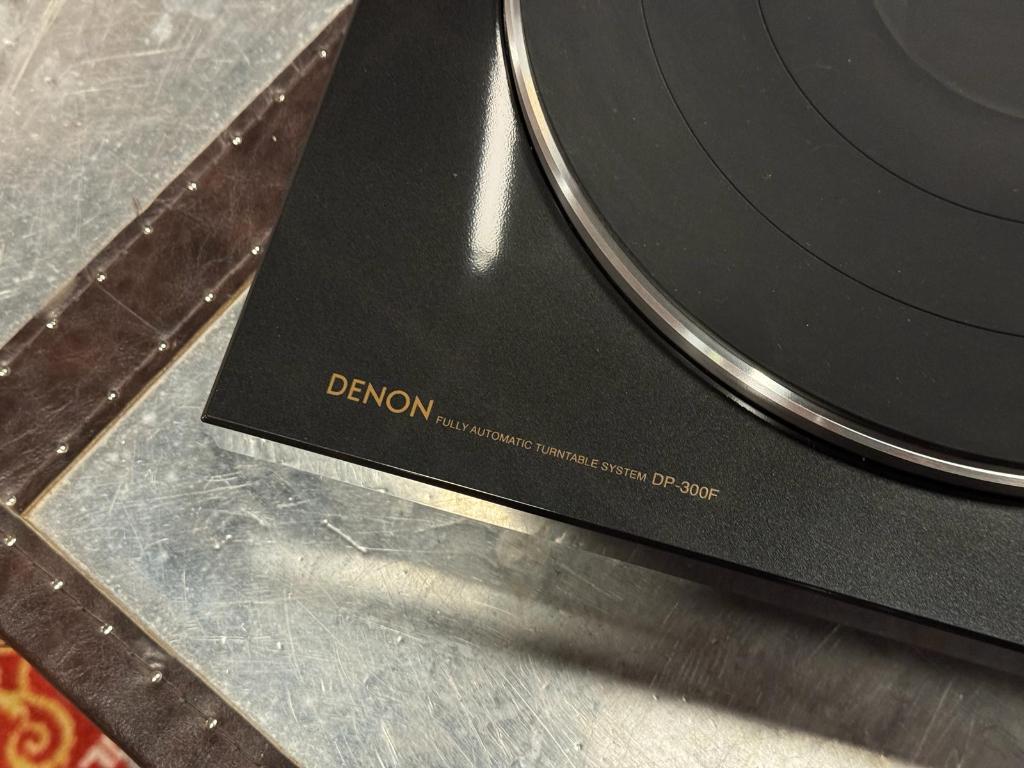 DENON FULLY AUTOMATIC TURNTABLE SYSTEM DP-300F